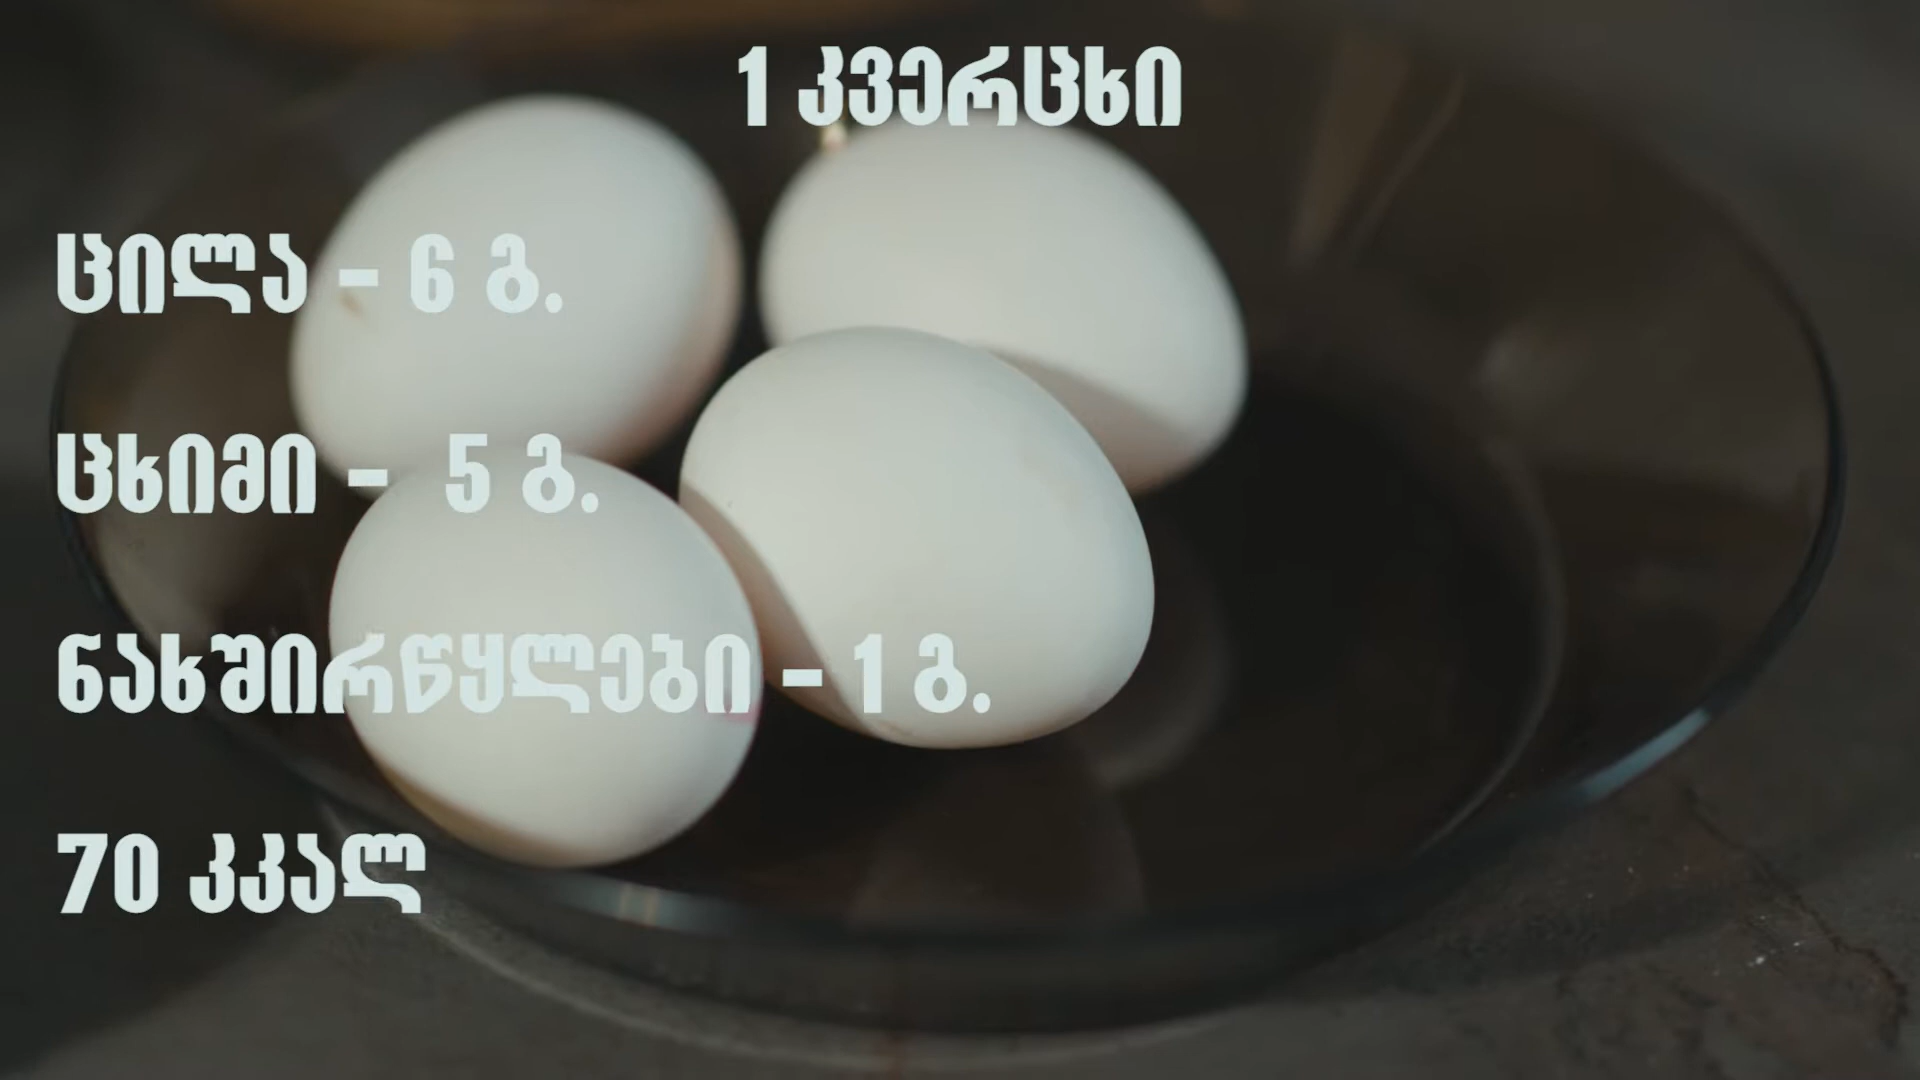 1 კვერცხი
ცილა - 6 გ.
ცხიმი - 5 გ.
ნახშირწყლები - 1 გ.
70 კკალ